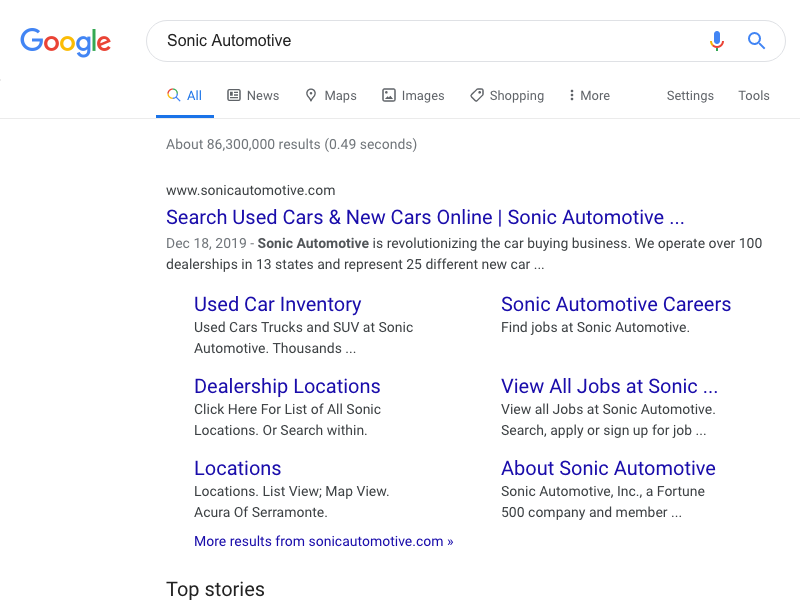 Google
Sonic Automotive
All News Maps Images Shopping More Settings Tools
About 86,300,000 results (0.49 seconds)
www.sonicautomotive.com
Search Used Cars & New Cars Online | Sonic Automotive ...
Dec 18, 2019 - Sonic Automotive is revolutionizing the car buying business. We operate over 100
dealerships in 13 states and represent 25 different new car ...
Used Car Inventory
Used Cars Trucks and SUV at Sonic
Automotive. Thousands ...
Sonic Automotive Careers
Find jobs at Sonic Automotive.
Dealership Locations
Click Here For List of All Sonic
Locations. Or Search within.
View All Jobs at Sonic ...
View all Jobs at Sonic Automotive.
Search, apply or sign up for job ...
Locations
Locations. List View; Map View.
Acura Of Serramonte.
About Sonic Automotive
Sonic Automotive, Inc., a Fortune
500 company and member ...
More results from sonicautomotive.com »
Top stories